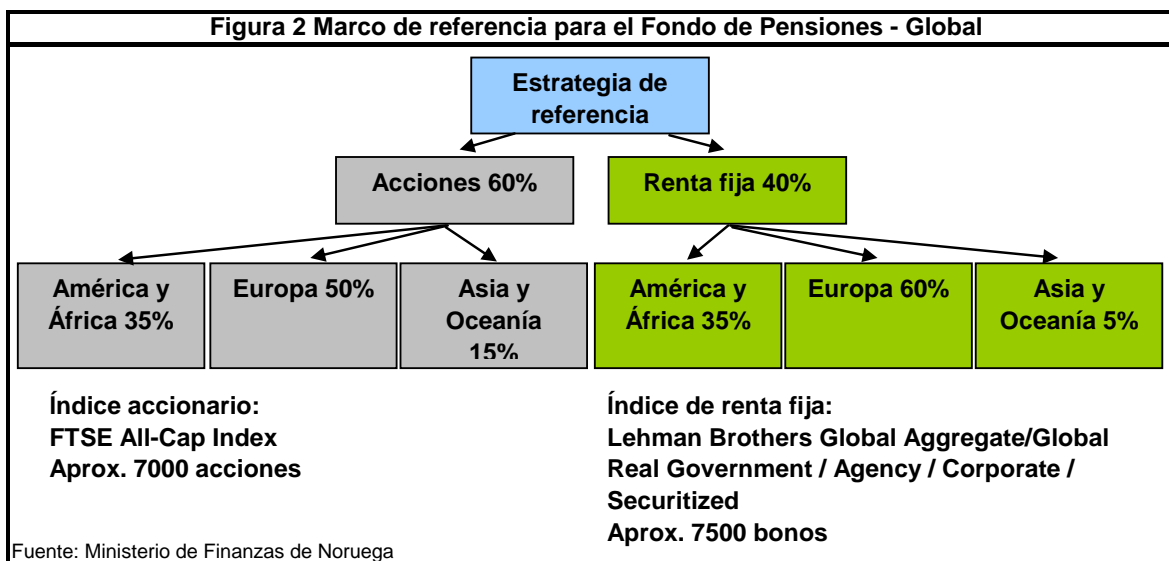 Figura 2 Marco de referencia para el Fondo de Pensiones - Global
Estrategia de
referencia
Acciones 60%
Renta fija 40%
América y
África 35%
Europa 50%
Asia y
Oceanía
15%
América y
África 35%
Europa 60%
Asia y
Oceanía 5%
Índice accionario:
FTSE All-Cap Index
Aprox. 7000 acciones
Índice de renta fija:
Lehman Brothers Global Aggregate/Global
Real Government / Agency / Corporate /
Securitized
Aprox. 7500 bonos
Fuente: Ministerio de Finanzas de Noruega